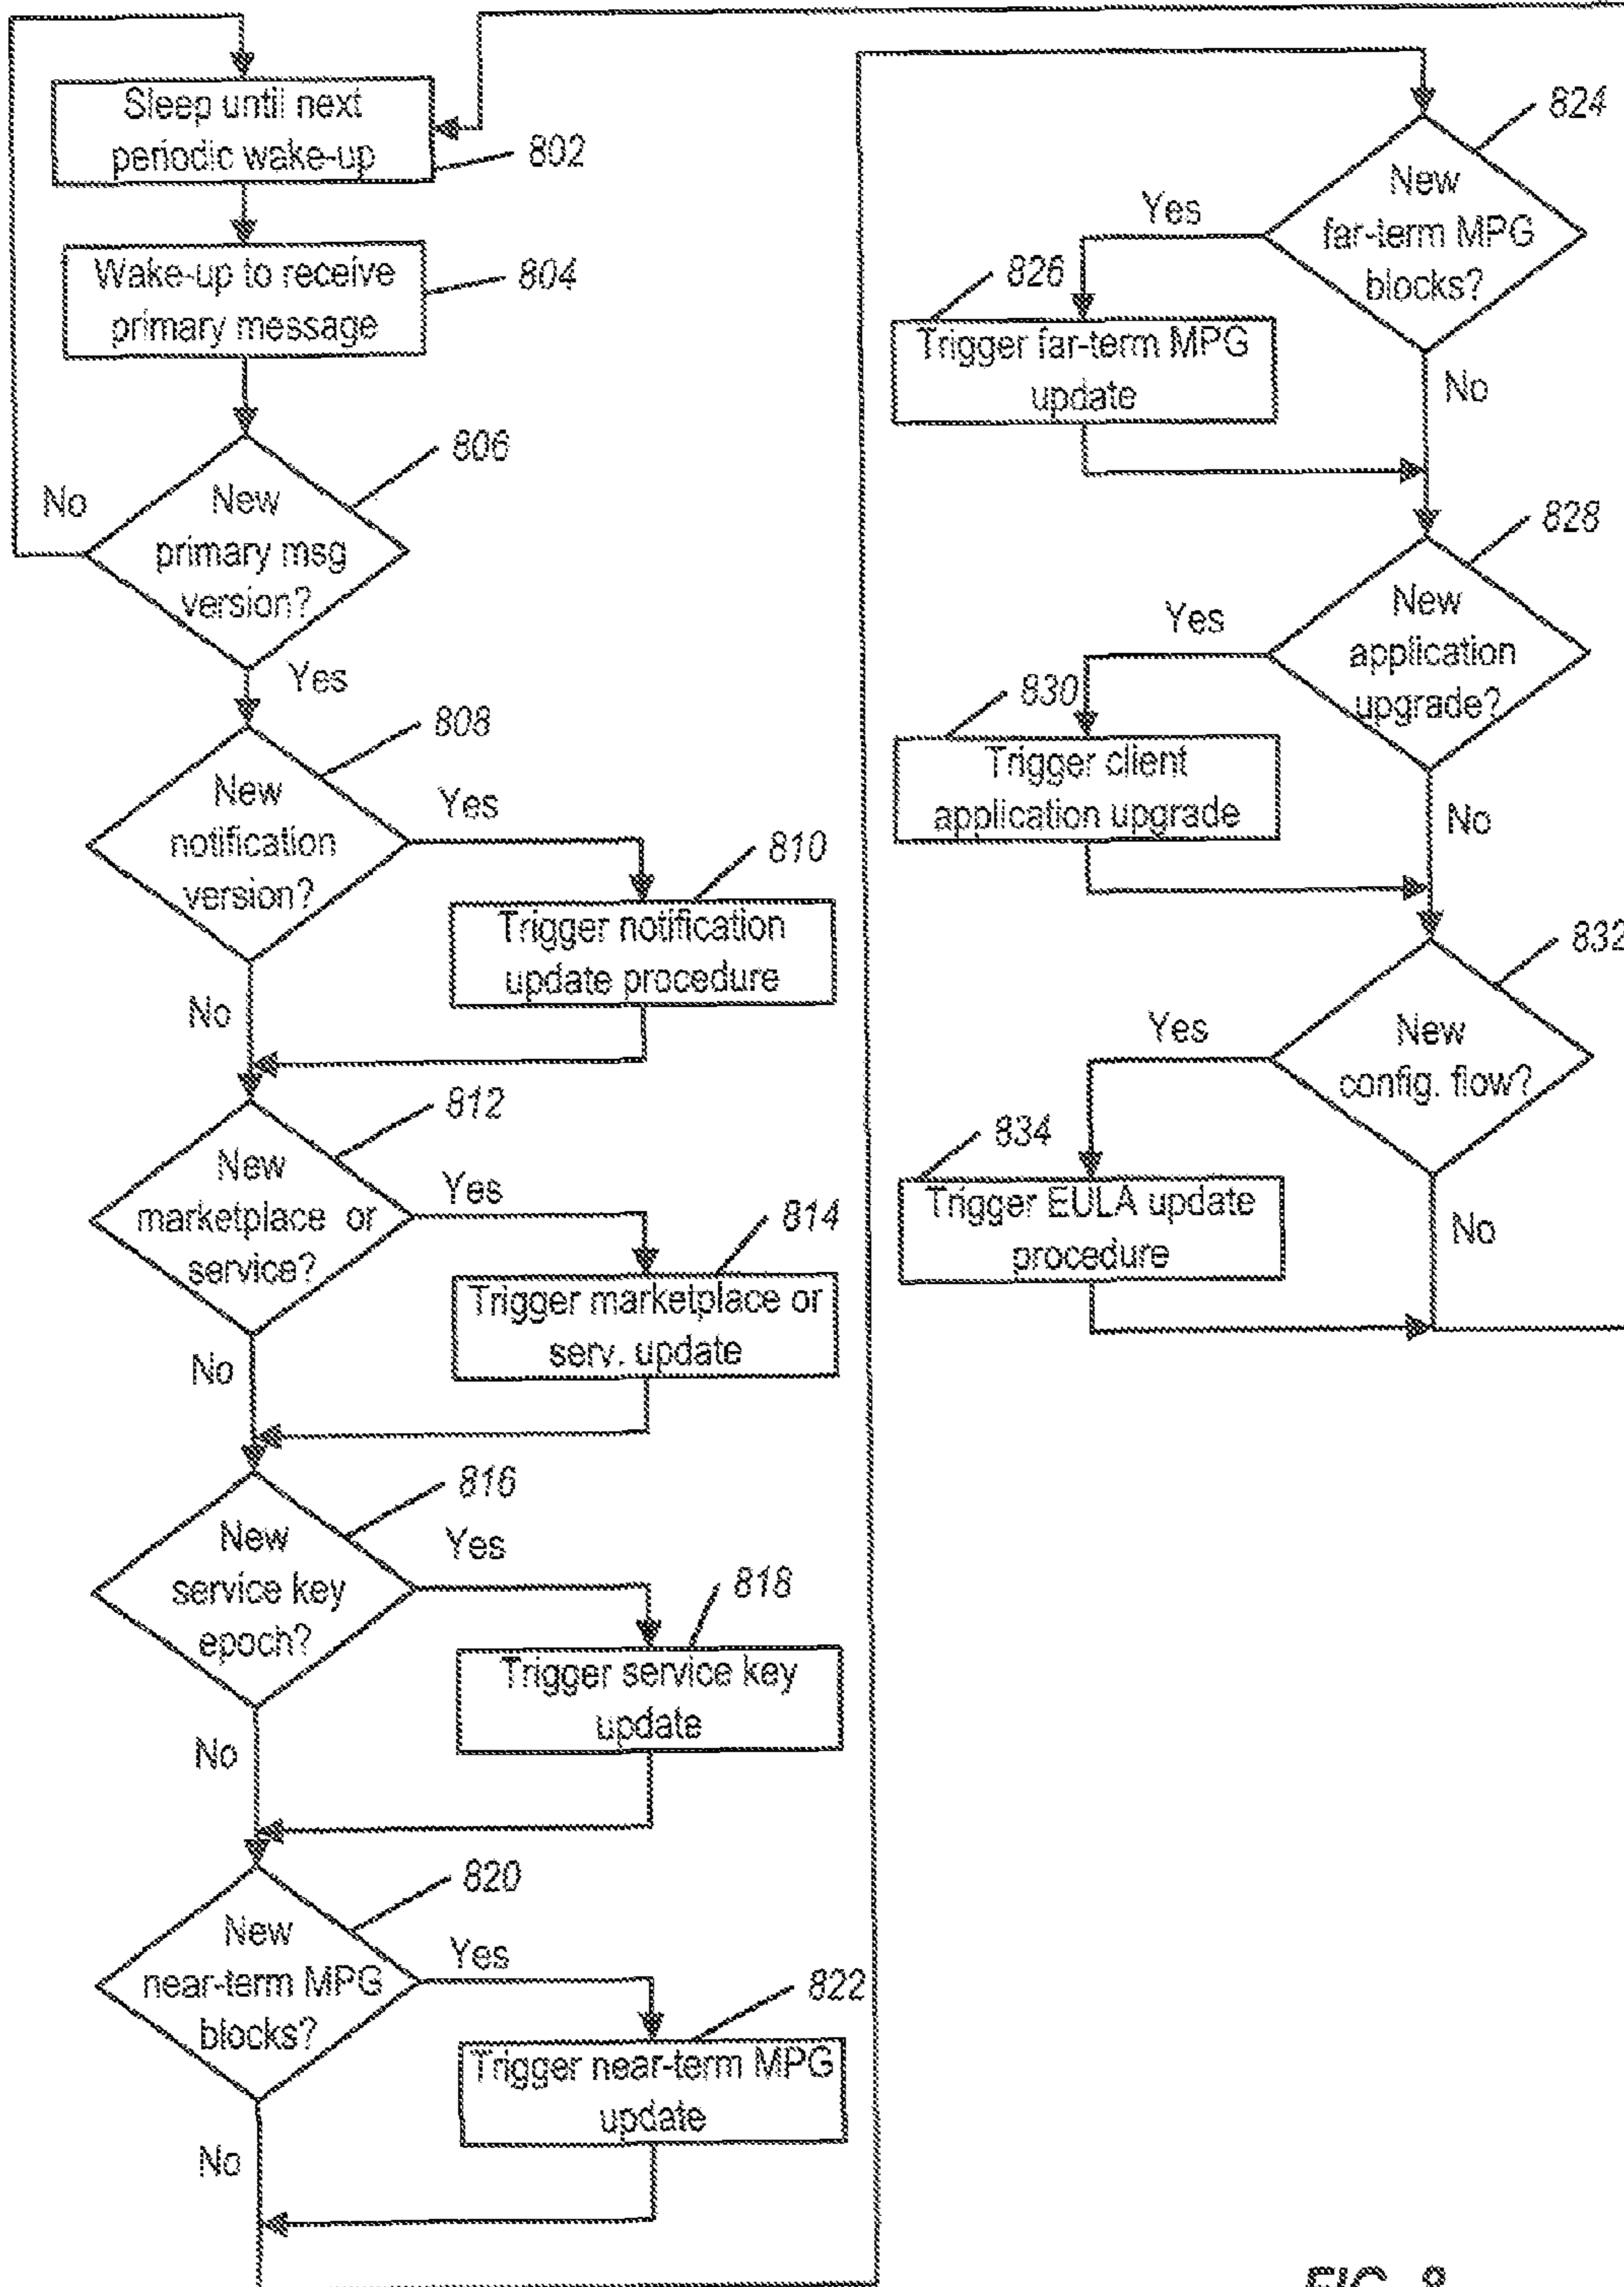 Sleep until next
periodic wake-up
802
Wake-up to receive
primary message
804
806
No
New
primary msg
version?
Yes
808
New
notification
version?
Yes
810
Trigger notification
update procedure
No
812
New
marketplace or
service?
Yes
814
Trigger marketplace or
serv. update
No
816
New
service key
epoch?
Yes
818
Trigger service key
update
No
820
New
near-term MPG
blocks?
Yes
822
Trigger near-term MPG
update
No
824
New
far-term MPG
blocks?
Yes
826
Trigger far-term MPG
update
No
828
New
application
upgrade?
Yes
830
Trigger client
application upgrade
No
832
New
config. flow?
Yes
834
Trigger EULA update
procedure
No
FIG. 8